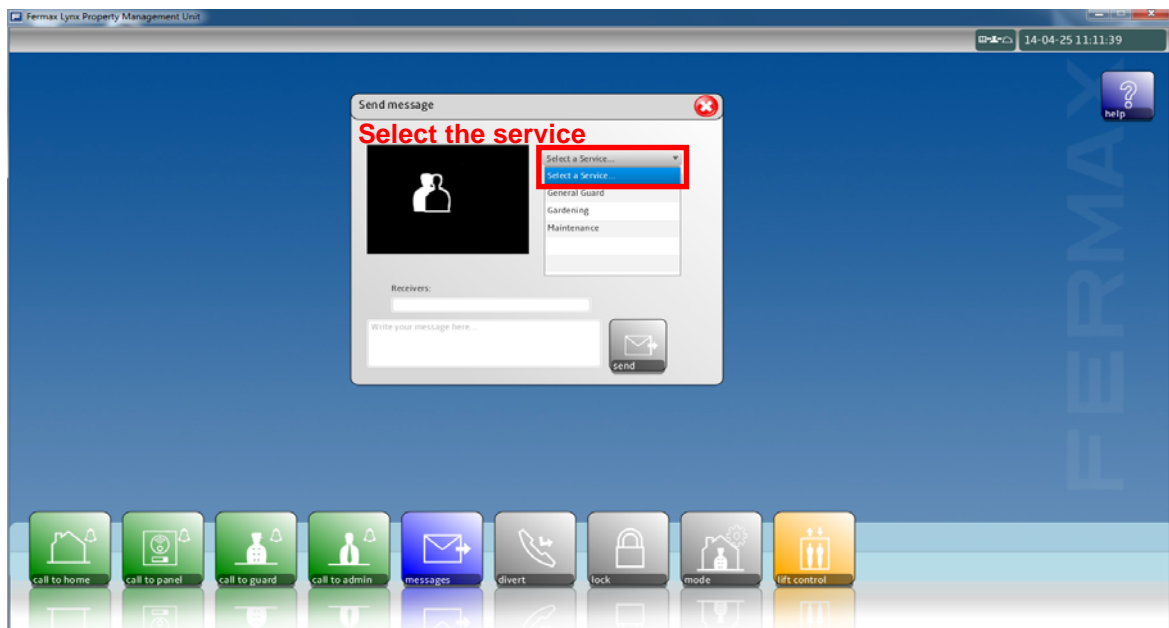 Fermax Lynx Property Management Unit
14-04-25 11:11:39
help
Send message
Select the service
Select a Service...
Select a Service...
General Guard
Gardening
Maintenance
Receivers:
Write your message here...
send
FERMAX
call to home
call to panel
call to guard
call to admin
messages
divert
lock
mode
lift control